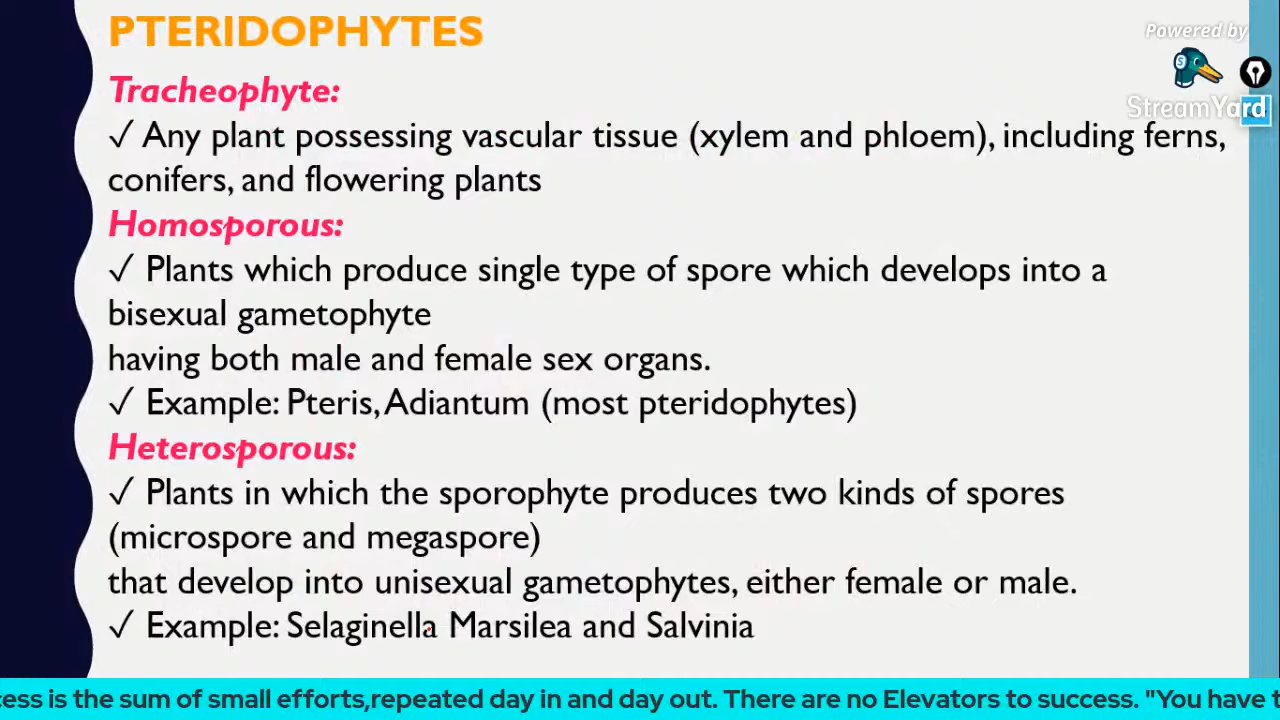 PTERIDOPHYTES
Powered by
StreamYard
Tracheophyte:
✓ Any plant possessing vascular tissue (xylem and phloem), including ferns,
conifers, and flowering plants
Homosporous:
✓ Plants which produce single type of spore which develops into a
bisexual gametophyte
having both male and female sex organs.
✓ Example: Pteris, Adiantum (most pteridophytes)
Heterosporous:
✓ Plants in which the sporophyte produces two kinds of spores
(microspore and megaspore)
that develop into unisexual gametophytes, either female or male.
✓ Example: Selaginella Marsilea and Salvinia
cess is the sum of small efforts,repeated day in and day out. There are no Elevators to success. "You have t